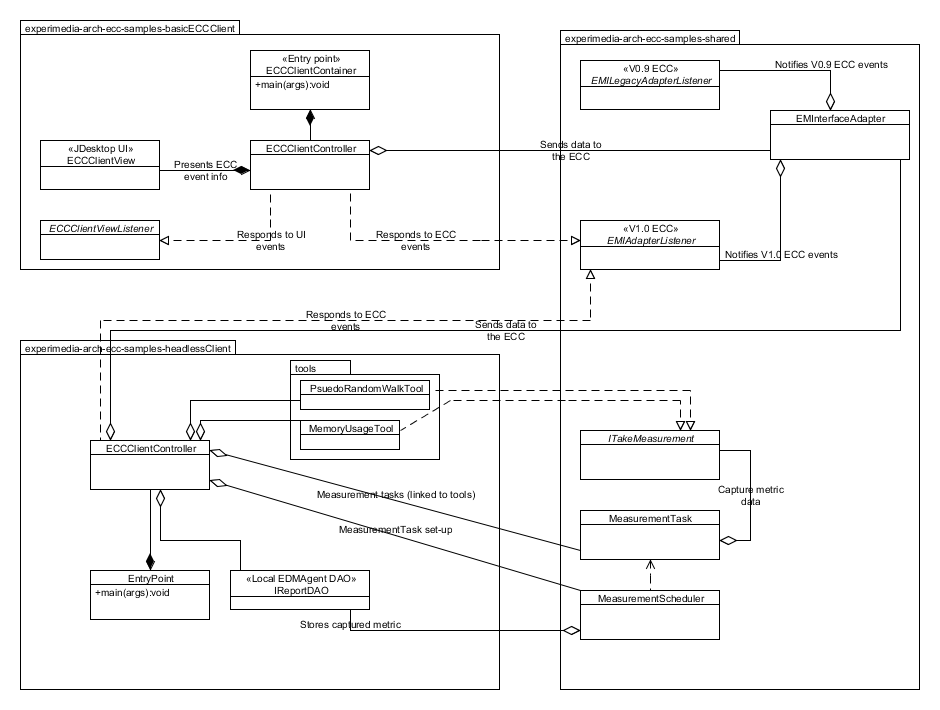 experimedia-arch-ecc-samples-basicECCClient
«Entry point»
ECCClientContainer
+main(args):void
«JDesktop UI»
ECCClientView
Presents ECC
event info
ECCClientController
ECCClientViewListener
Responds to UI
events
Responds to ECC
events
experimedia-arch-ecc-samples-shared
«V0.9 ECC»
EMILegacyAdapterListener
Notifies V0.9 ECC events
EMInterfaceAdapter
Sends data to
the ECC
«V1.0 ECC»
EMIAdapterListener
Notifies V1.0 ECC events
Responds to ECC
events
Sends data to
the ECC
experimedia-arch-ecc-samples-headlessClient
tools
PsuedoRandomWalkTool
MemoryUsageTool
ECCClientController
Measurement tasks (linked to tools)
MeasurementTask set-up
EntryPoint
+main(args):void
«Local EDMAgent DAO»
IReportDAO
Stores captured metric
ITakeMeasurement
Capture metric
data
MeasurementTask
MeasurementScheduler